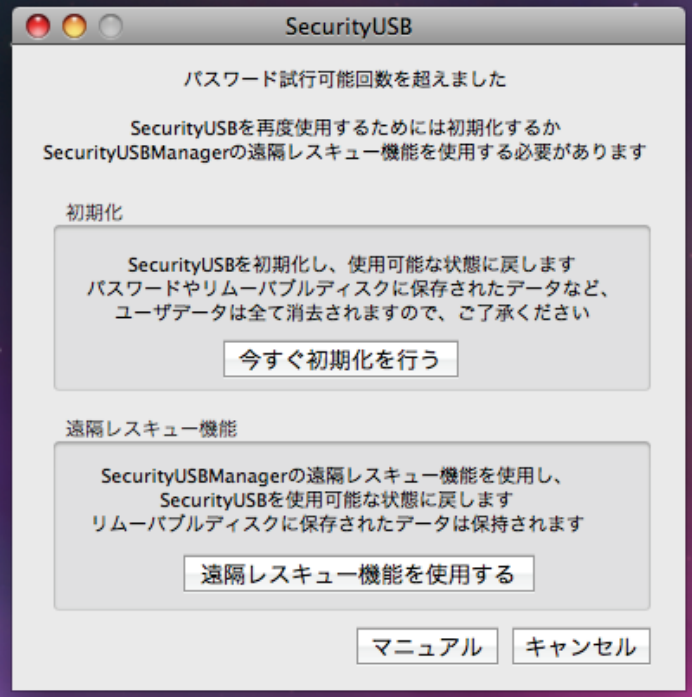 SecurityUSB
パスワード試行可能回数を超えました
SecurityUSBを再度使用するためには初期化するか
SecurityUSBManagerの遠隔レスキュー機能を使用する必要があります
初期化
SecurityUSBを初期化し、使用可能な状態に戻します
パスワードやリムーバブルディスクに保存されたデータなど、
ユーザデータは全て消去されますので、ご了承ください
今すぐ初期化を行う
遠隔レスキュー機能
SecurityUSBManagerの遠隔レスキュー機能を使用し、
SecurityUSBを使用可能な状態に戻します
リムーバブルディスクに保存されたデータは保持されます
遠隔レスキュー機能を使用する
マニュアル
キャンセル